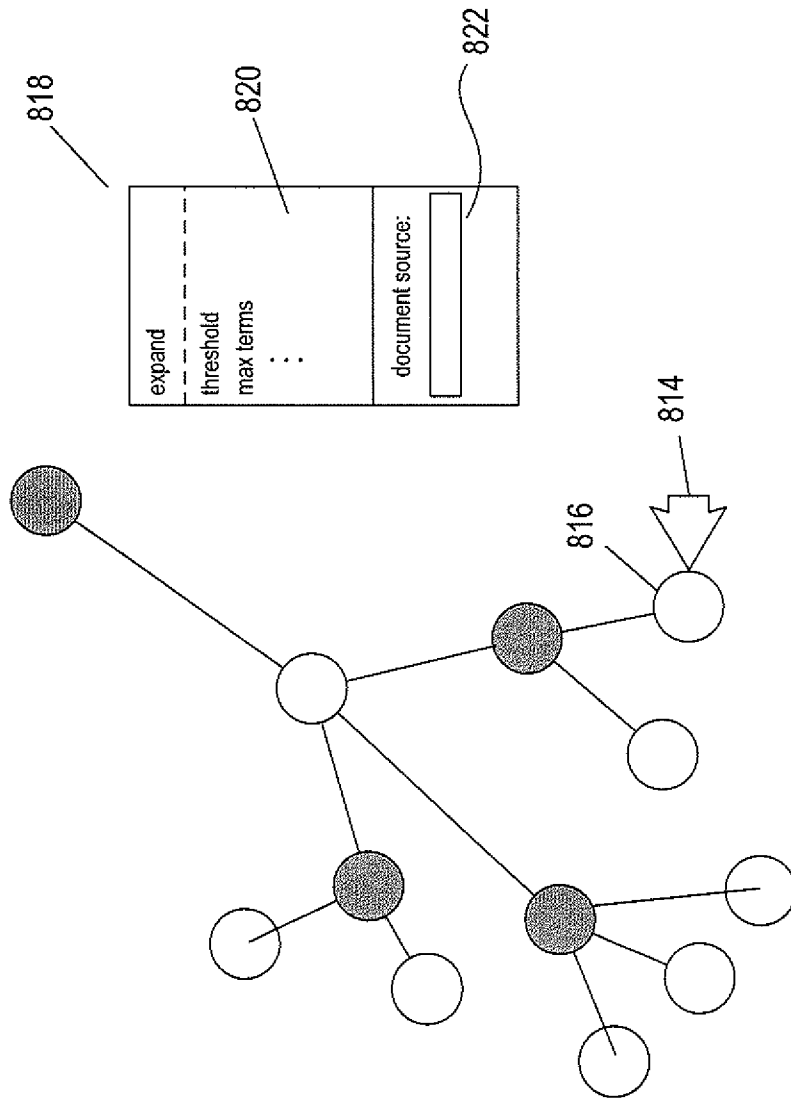 818
expand
threshold
max terms
...
820
document source:
822
816
814